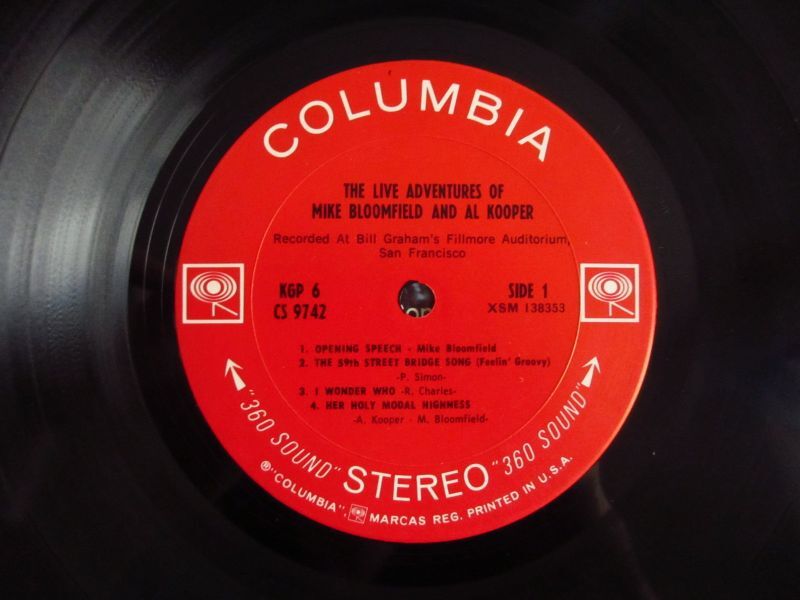 COLUMBIA
THE LIVE ADVENTURES OF
MIKE BLOOMFIELD AND AL KOOPER
Recorded At Bill Graham's Fillmore Auditorium,
San Francisco
KGP 6
CS 9742
SIDE 1
XSM 138353
1. OPENING SPEECH - Mike Bloomfield
2. THE 59th STREET BRIDGE SONG (Feelin' Groovy)
-P. Simon-
3. I WONDER WHO -R. Charles-
4. HER HOLY MODAL HIGHNESS
-A. Kooper - M. Bloomfield-
"360 SOUND" STEREO "360 SOUND"
℗ "COLUMBIA", MARCAS REG. PRINTED IN U.S.A.